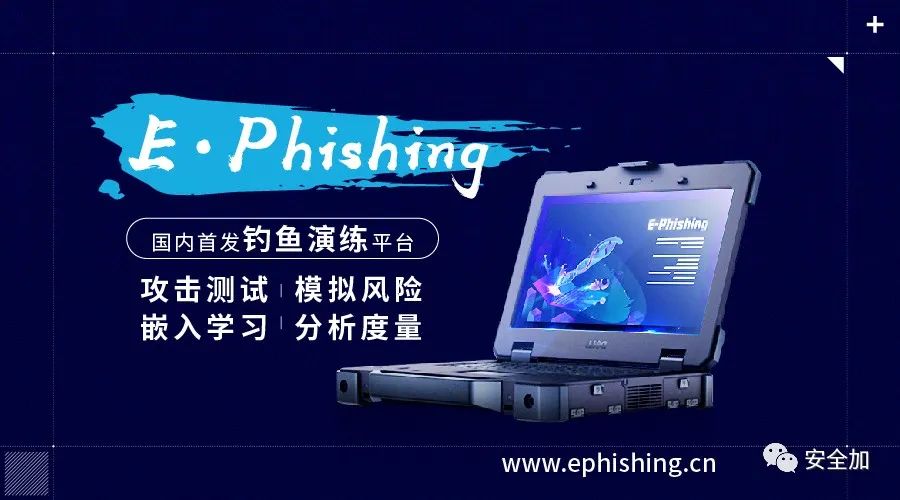 E·Phishing
国内首发钓鱼演练平台
攻击测试 | 模拟风险
嵌入学习 | 分析度量
E-Phishing
www.ephishing.cn
安全加